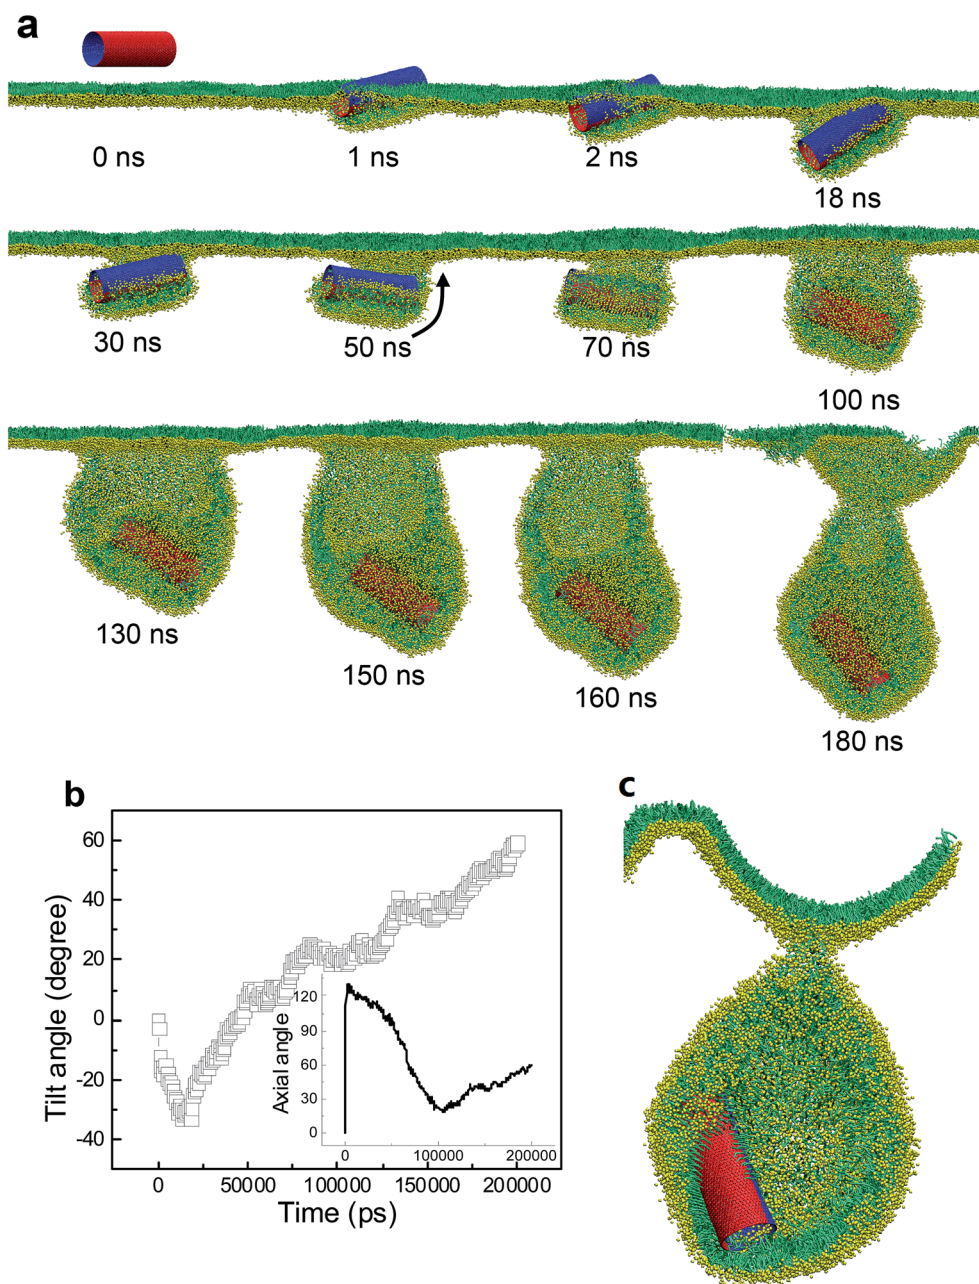 a
0 ns
1 ns
2 ns
18 ns
30 ns
50 ns
70 ns
100 ns
130 ns
150 ns
160 ns
180 ns
b
Tilt angle (degree)
60
40
20
0
-20
-40
0
50000
100000
150000
200000
Time (ps)
Axial angle
120
90
60
30
0
0
100000
200000
c